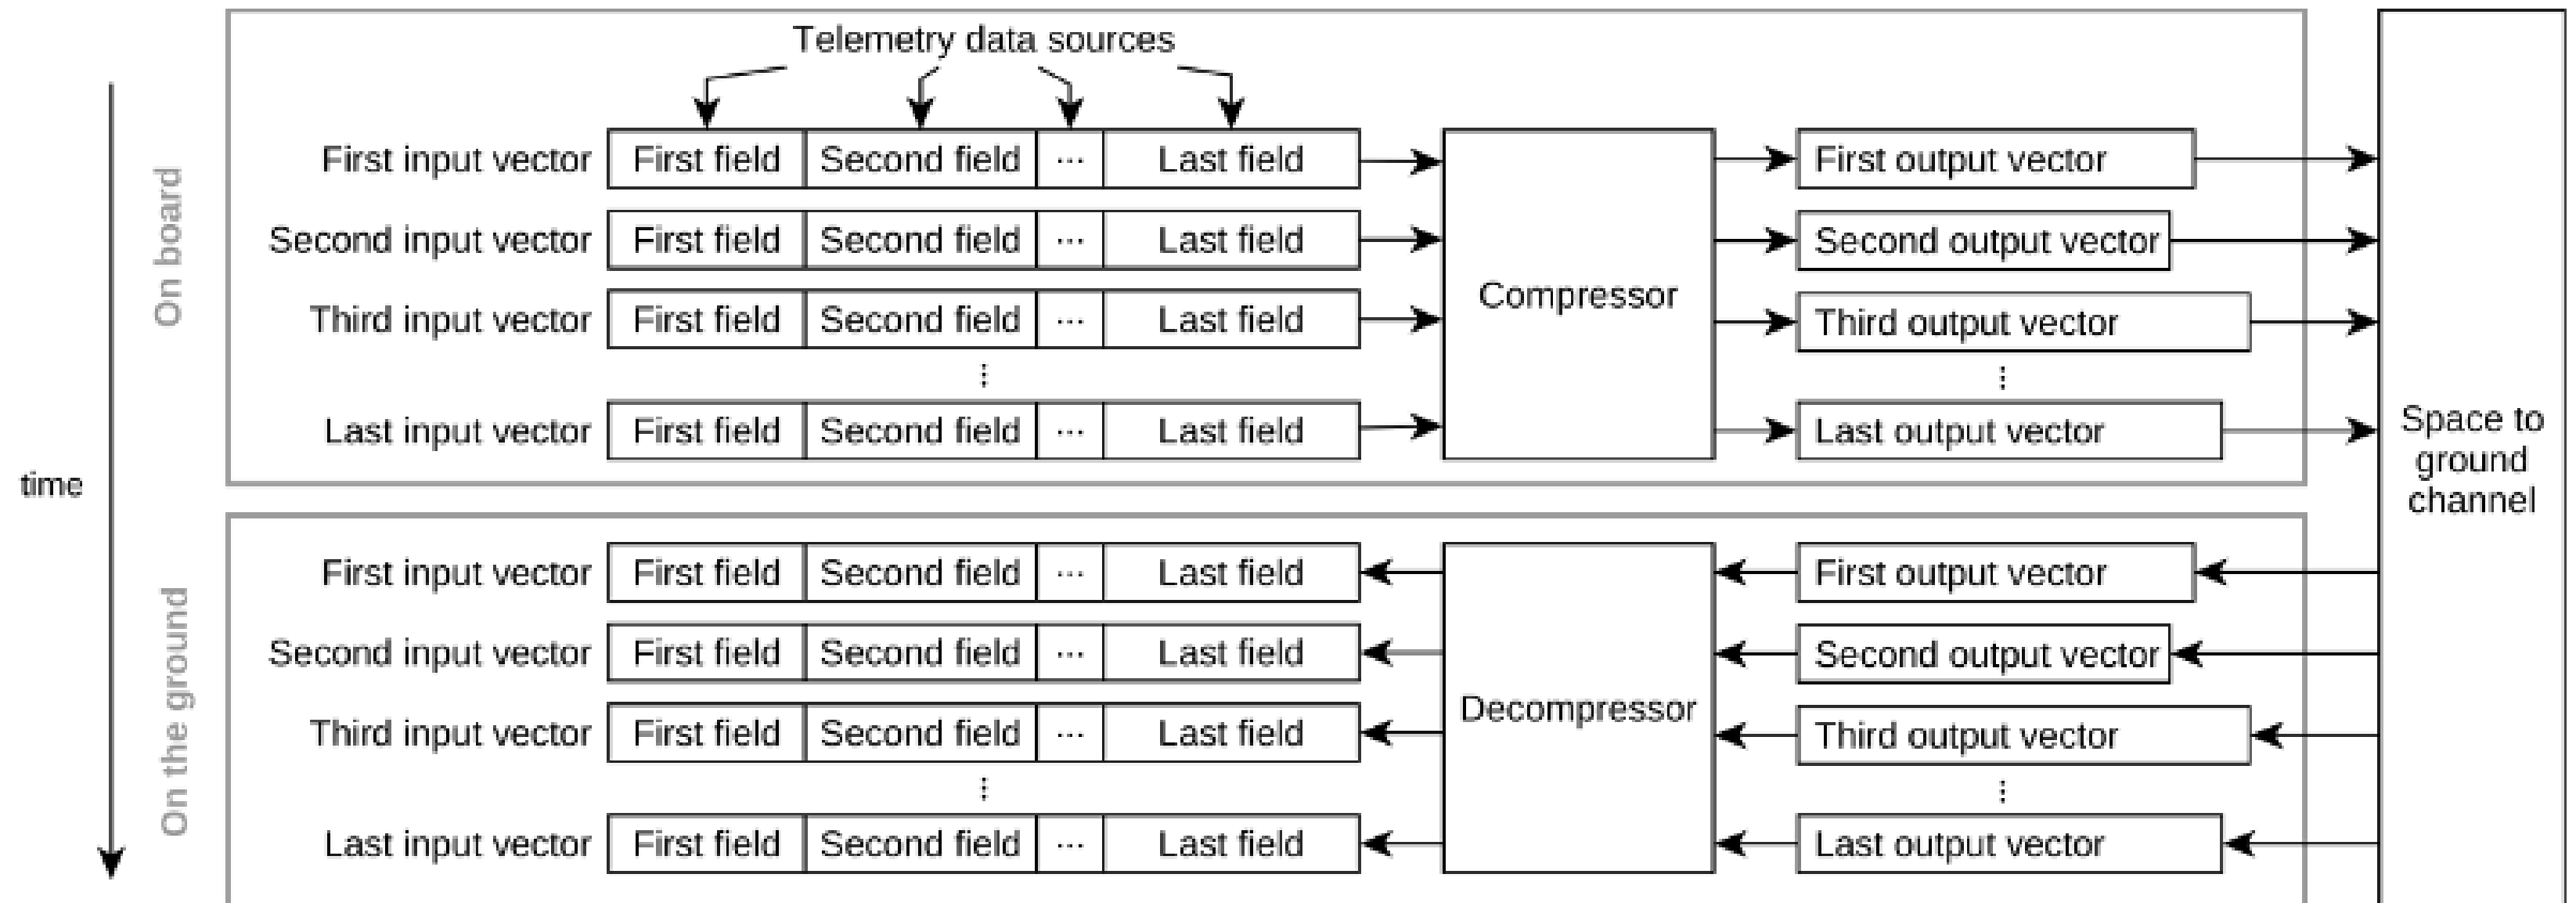 Telemetry data sources
First input vector First field Second field ... Last field First output vector
Second input vector First field Second field ... Last field Second output vector
Compressor
Third input vector First field Second field ... Last field Third output vector
Last input vector First field Second field ... Last field Last output vector
On board
time
Space to
ground
channel
First input vector First field Second field ... Last field First output vector
Second input vector First field Second field ... Last field Second output vector
Decompressor
Third input vector First field Second field ... Last field Third output vector
Last input vector First field Second field ... Last field Last output vector
On the ground